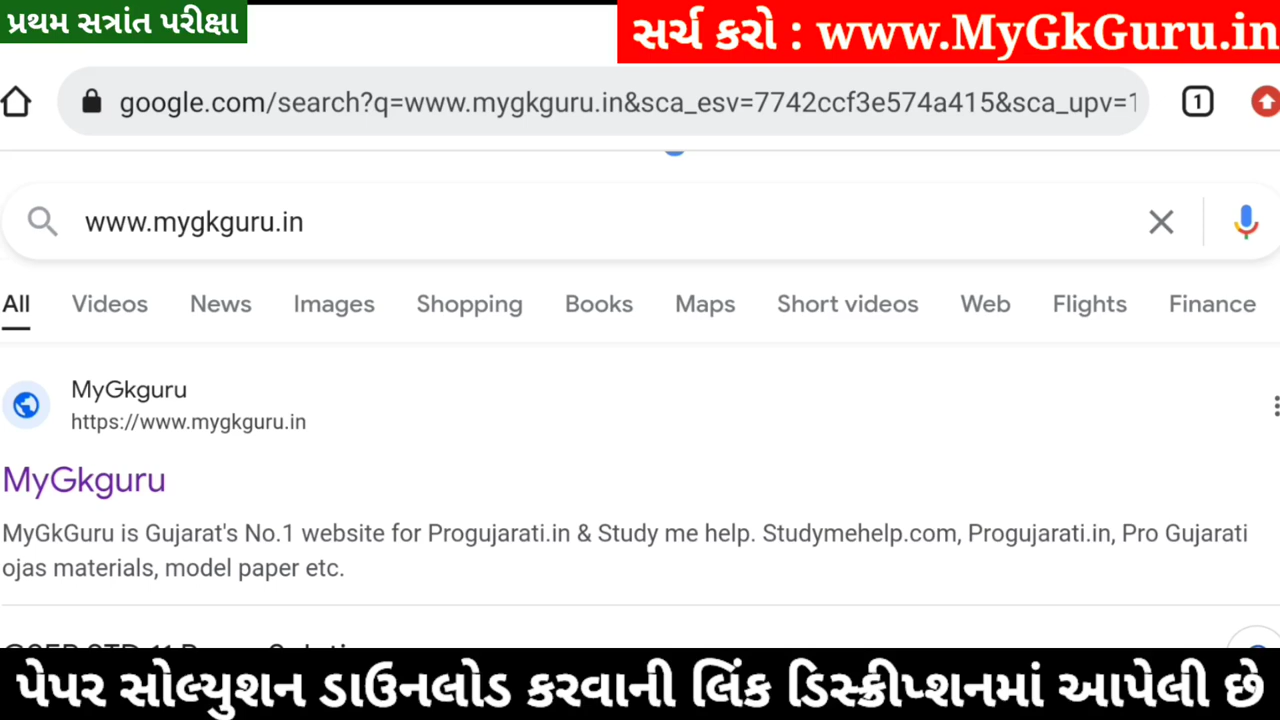 પ્રથમ સત્રાંત પરીક્ષા
સર્ચ કરો : www.MyGkGuru.in
google.com/search?q=www.mygkguru.in&sca_esv=7742ccf3e574a415&sca_upv=1
1
www.mygkguru.in
All Videos News Images Shopping Books Maps Short videos Web Flights Finance
MyGkguru
https://www.mygkguru.in
MyGkguru
MyGkGuru is Gujarat's No.1 website for Progujarati.in & Study me help. Studymehelp.com, Progujarati.in, Pro Gujarati
ojas materials, model paper etc.
પેપર સોલ્યુશન ડાઉનલોડ કરવાની લિંક ડિસ્ક્રીપ્શનમાં આપેલી છે